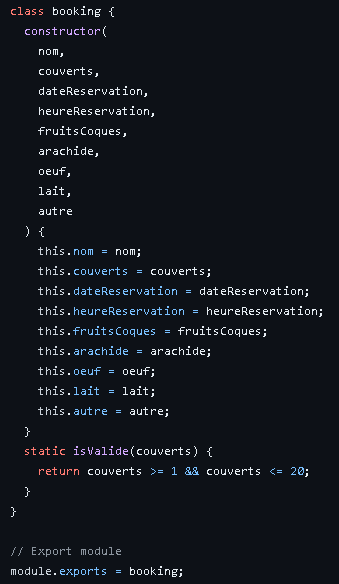 class booking {
  constructor(
    nom,
    couverts,
    dateReservation,
    heureReservation,
    fruitsCoques,
    arachide,
    oeuf,
    lait,
    autre
  ) {
    this.nom = nom;
    this.couverts = couverts;
    this.dateReservation = dateReservation;
    this.heureReservation = heureReservation;
    this.fruitsCoques = fruitsCoques;
    this.arachide = arachide;
    this.oeuf = oeuf;
    this.lait = lait;
    this.autre = autre;
  }
  static isValide(couverts) {
    return couverts >= 1 && couverts <= 20;
  }
}

// Export module
module.exports = booking;